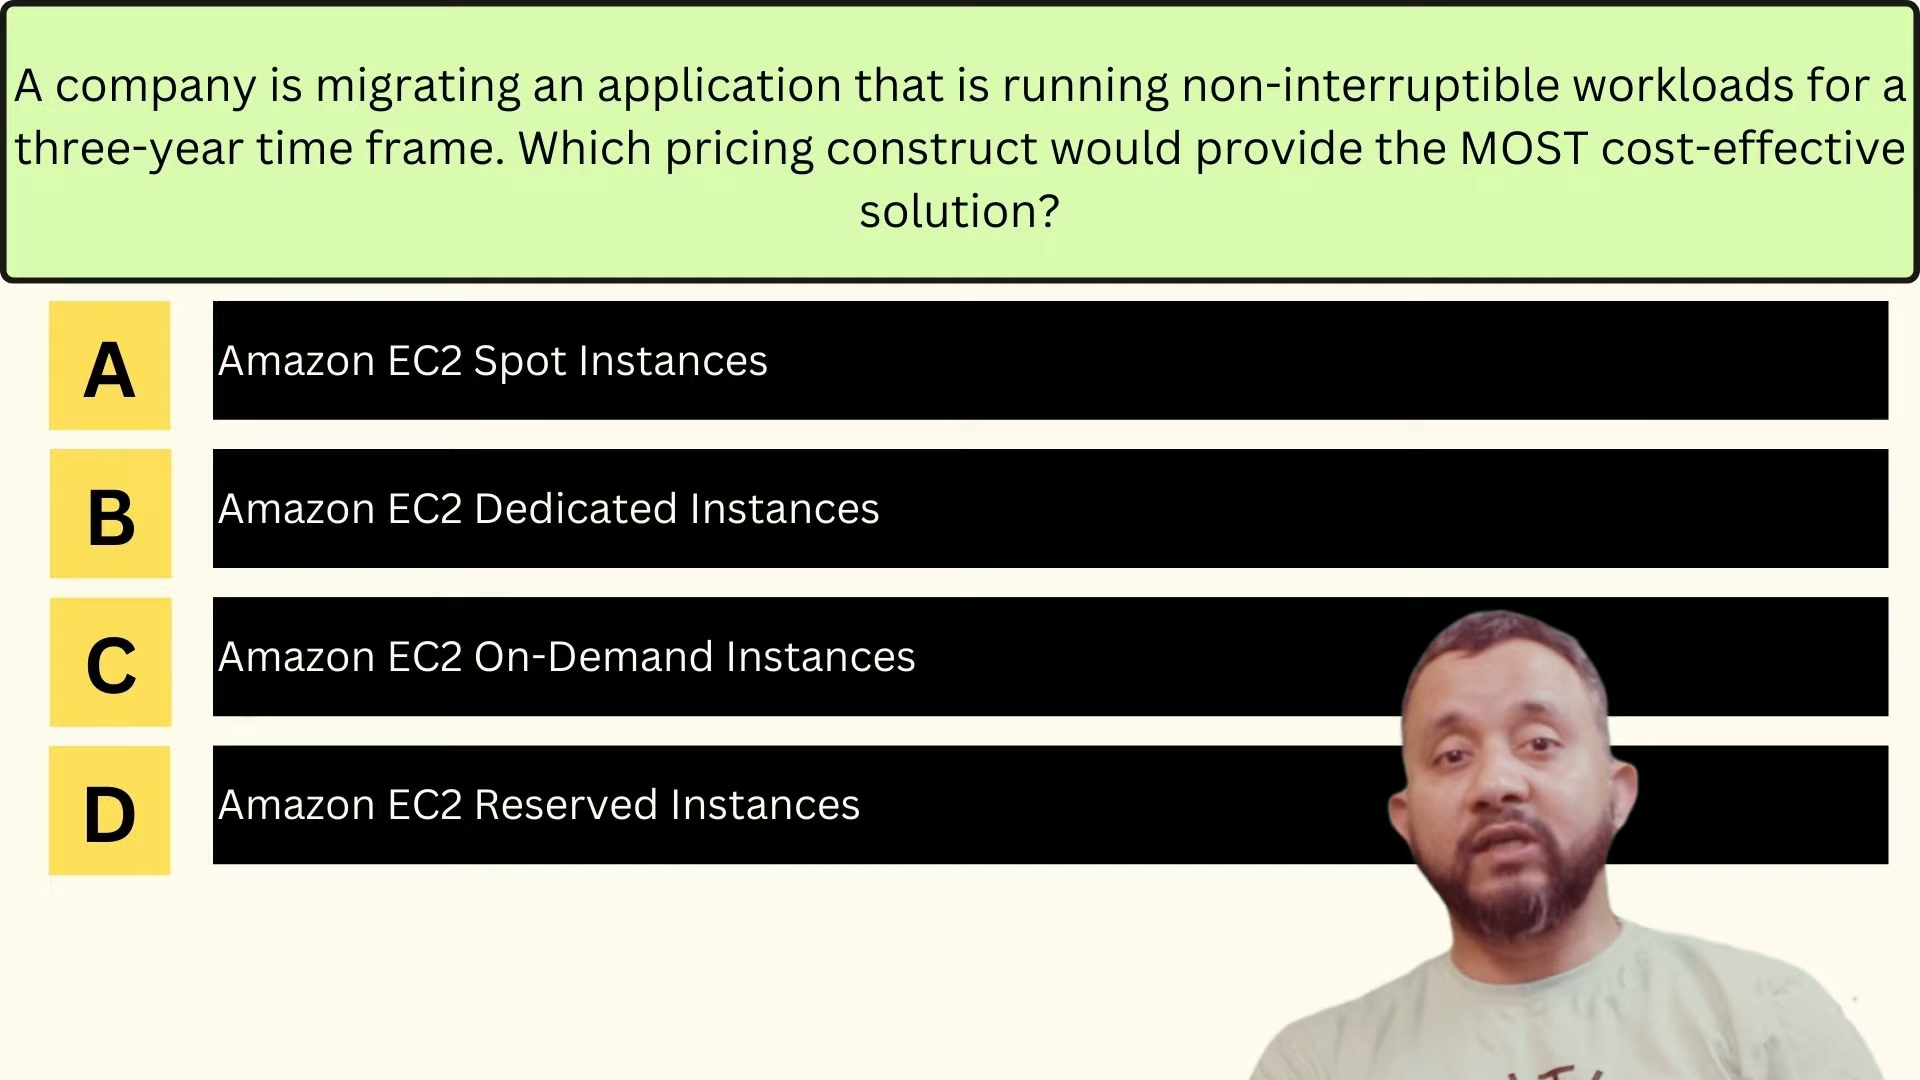 A company is migrating an application that is running non-interruptible workloads for a
three-year time frame. Which pricing construct would provide the MOST cost-effective
solution?
A
Amazon EC2 Spot Instances
B
Amazon EC2 Dedicated Instances
C
Amazon EC2 On-Demand Instances
D
Amazon EC2 Reserved Instances